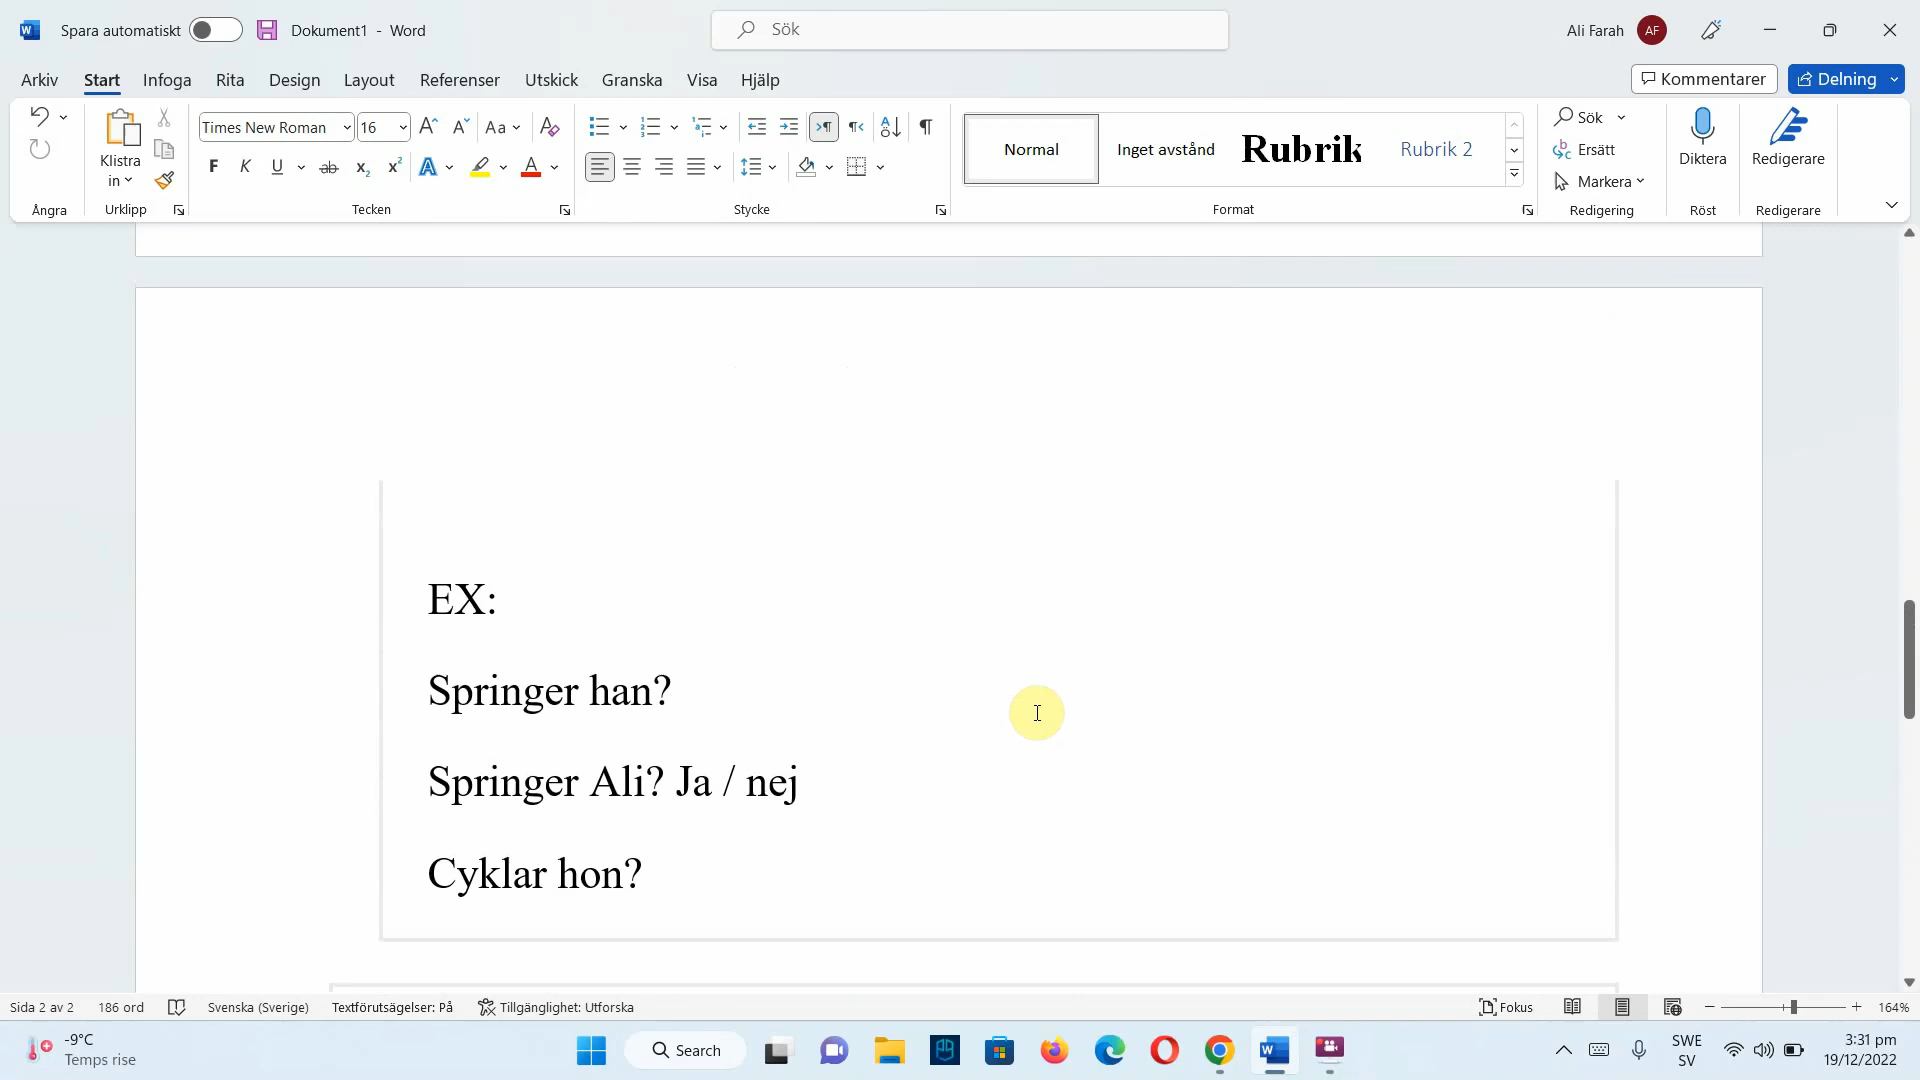 Spara automatiskt
Dokument1 - Word
Sök
Ali Farah
AF
Arkiv
Start
Infoga
Rita
Design
Layout
Referenser
Utskick
Granska
Visa
Hjälp
Kommentarer
Delning
Klistra
in
Ångra
Urklipp
Times New Roman
16
Aa
F
K
U
ab
x₂
x²
A
A
Tecken
Stycke
Normal
Inget avstånd
Rubrik
Rubrik 2
Format
Sök
Ersätt
Markera
Redigering
Diktera
Röst
Redigerare
Redigerare
EX:
Springer han?
Springer Ali? Ja / nej
Cyklar hon?
Sida 2 av 2
186 ord
Svenska (Sverige)
Textförutsägelser: På
Tillgänglighet: Utforska
Fokus
164%
-9°C
Temps rise
Search
SWE
SV
3:31 pm
19/12/2022